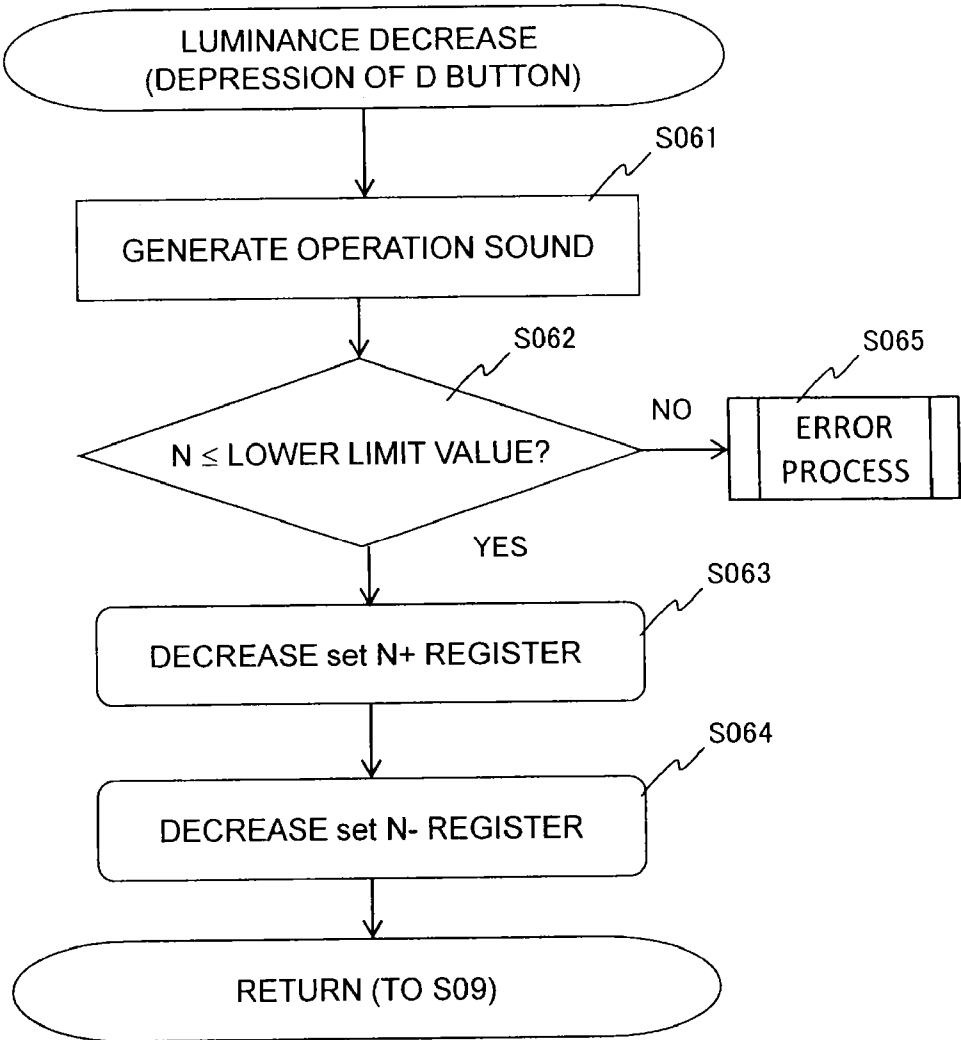 LUMINANCE DECREASE
(DEPRESSION OF D BUTTON)
S061
GENERATE OPERATION SOUND
S062
N ≤ LOWER LIMIT VALUE?
NO
S065
ERROR
PROCESS
YES
S063
DECREASE set N+ REGISTER
S064
DECREASE set N- REGISTER
RETURN (TO S09)